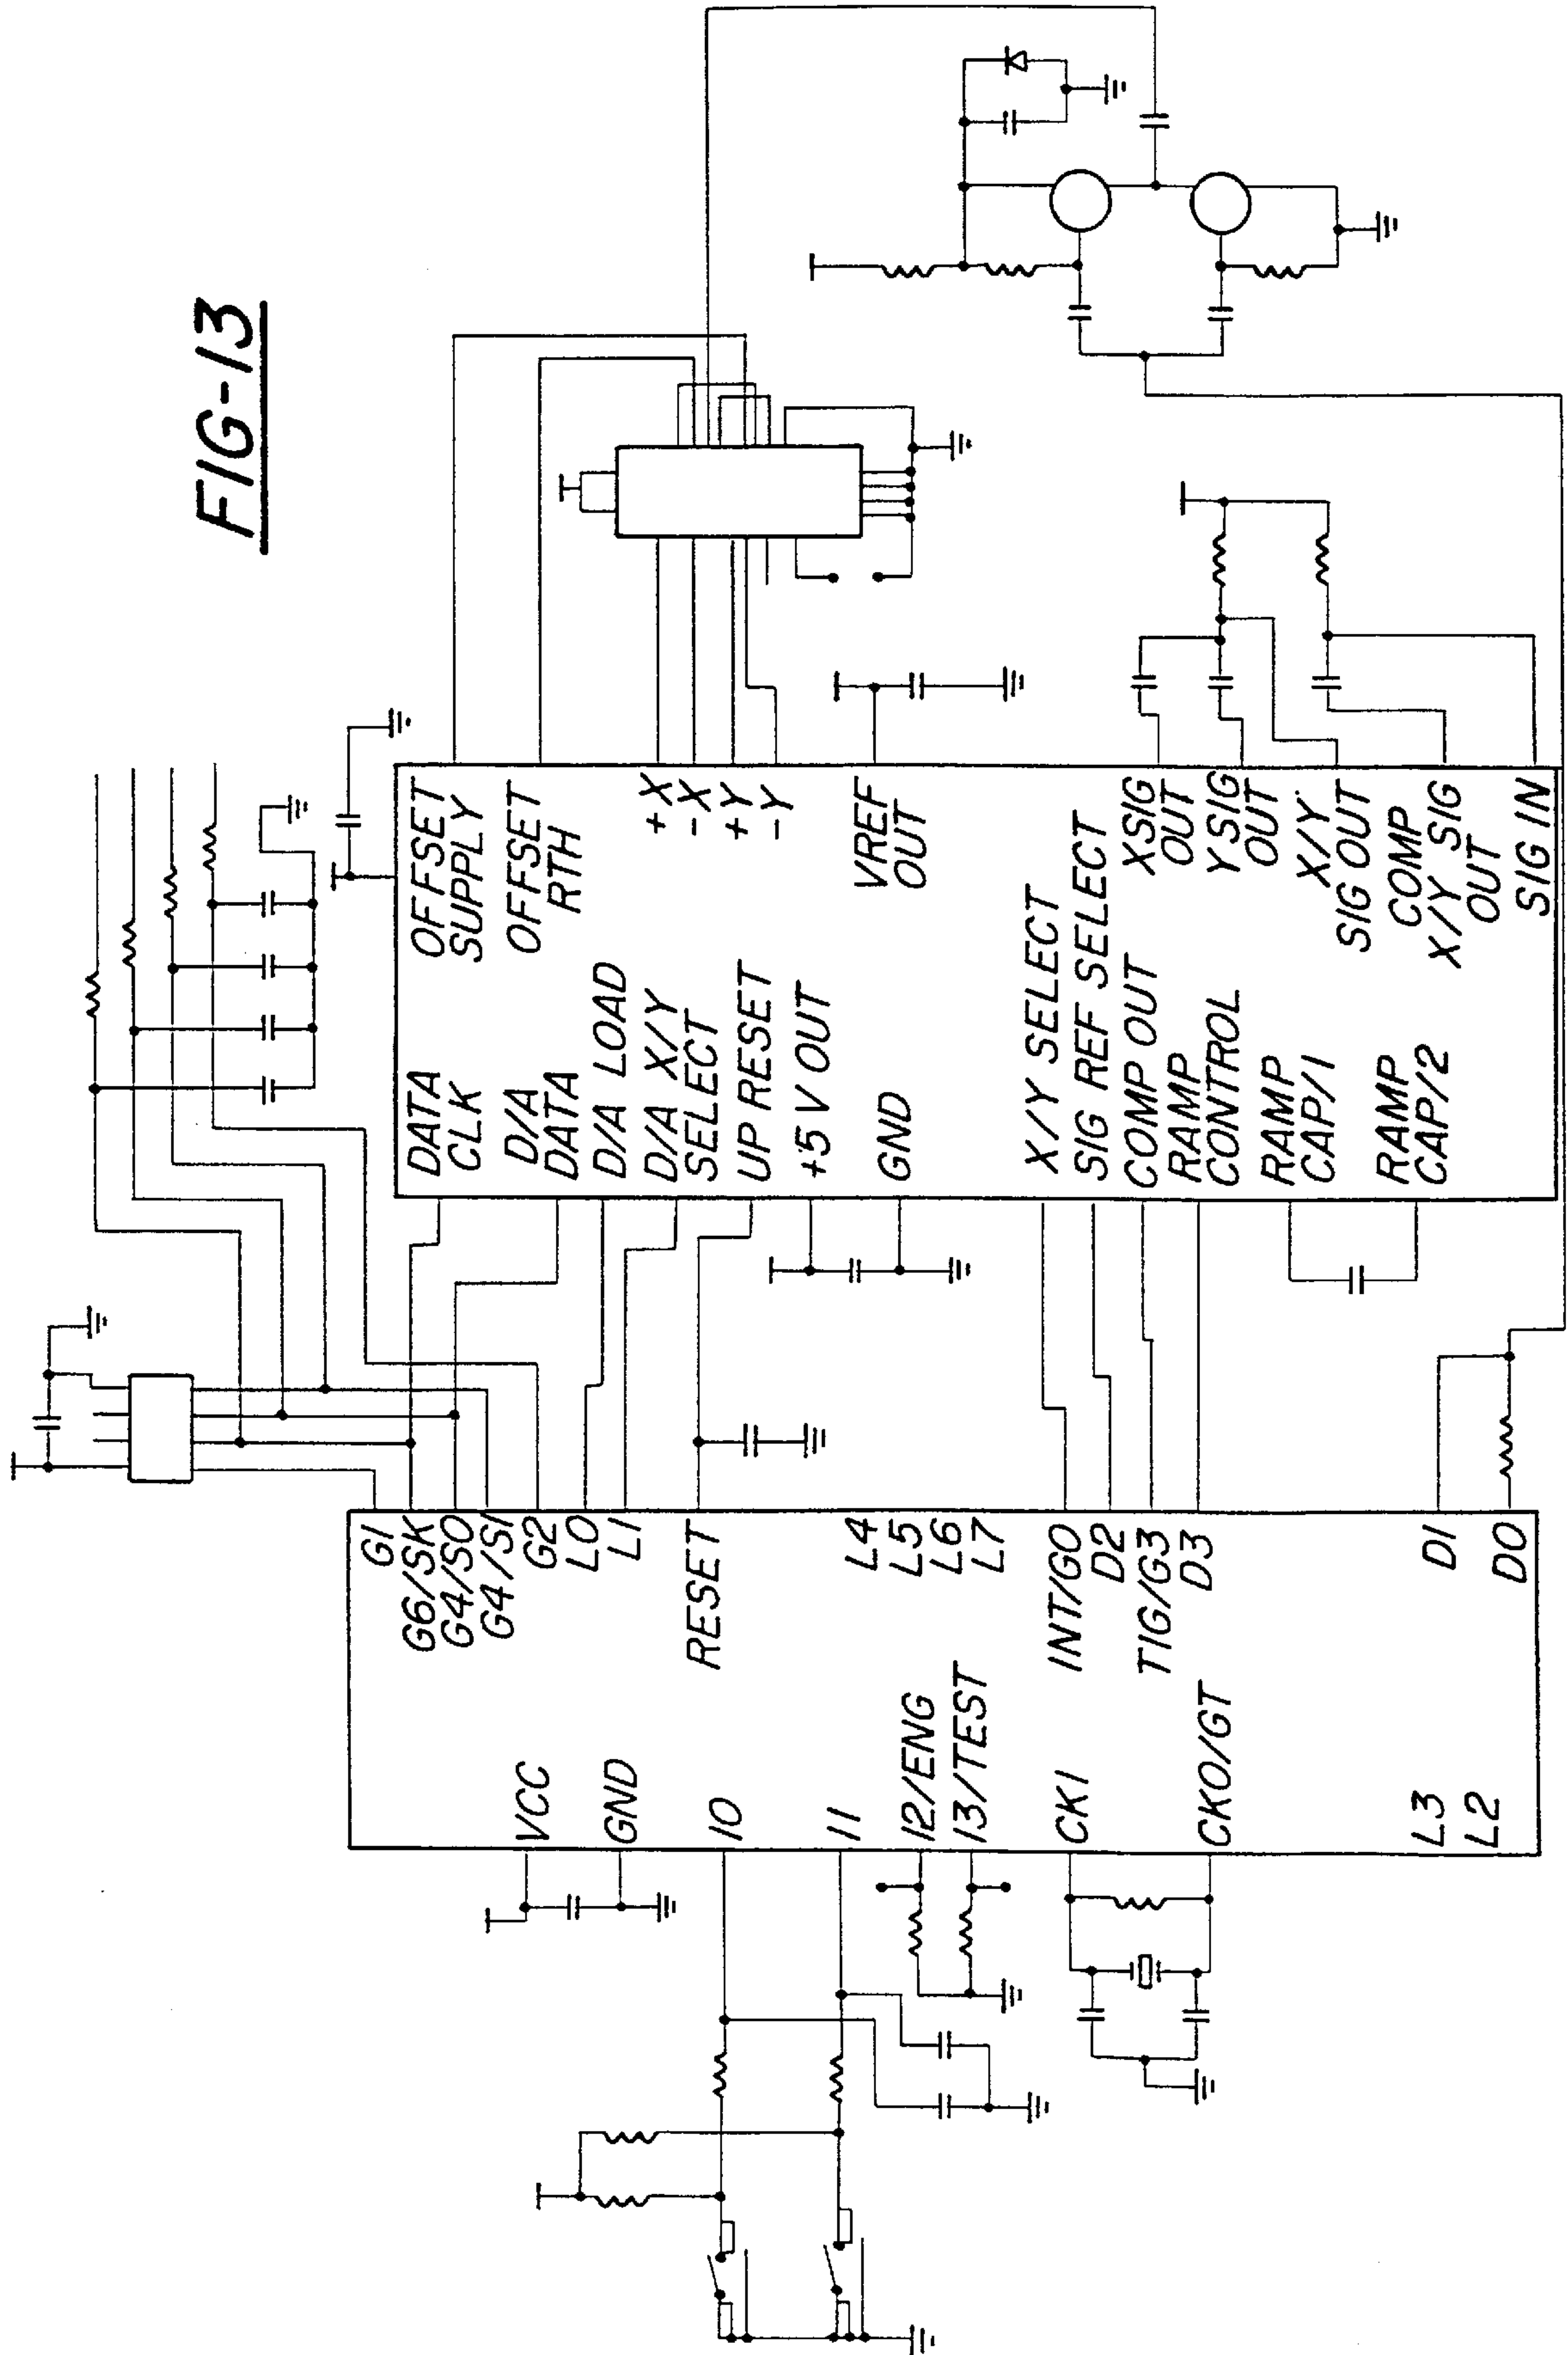 FIG-13
VCC
GND
I0
I1
I2/ENG
I3/TEST
CKI
CKO/GT
L3
L2
G1
G6/SK
G4/SO
G4/SI
G2
L0
L1
RESET
L4
L5
L6
L7
INT/G0
D2
TIG/G3
D3
D1
D0
DATA
CLK
D/A
DATA
D/A LOAD
D/A X/Y
SELECT
UP RESET
+5 V OUT
GND
X/Y SELECT
SIG REF SELECT
COMP OUT
RAMP
CONTROL
RAMP
CAP/1
RAMP
CAP/2
OFFSET
SUPPLY
OFFSET
RTH
+X
-X
+Y
-Y
VREF
OUT
XSIG
OUT
YSIG
OUT
X/Y
SIG OUT
COMP
X/Y SIG
OUT
SIG IN